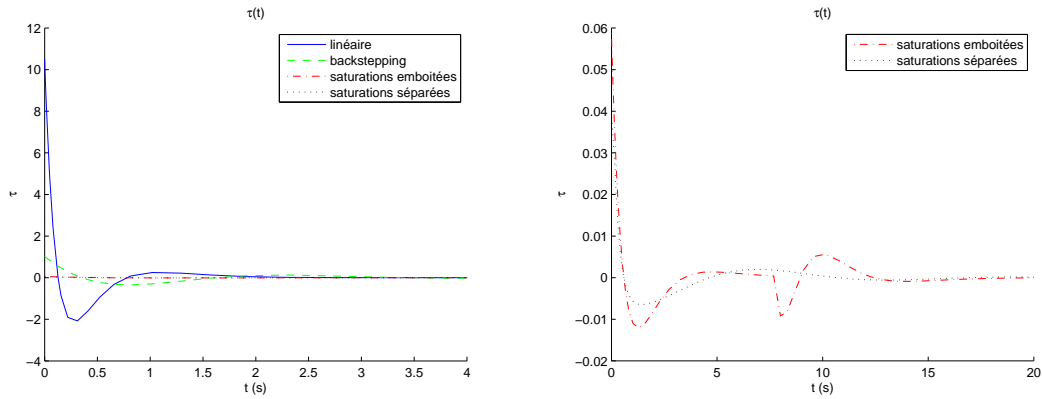 τ(t)
12
10
8
6
4
2
0
−2
−4
τ
linéaire
backstepping
saturations emboitées
saturations séparées
0
0.5
1
1.5
2
2.5
3
3.5
4
t (s)
τ(t)
0.06
0.05
0.04
0.03
0.02
0.01
0
−0.01
−0.02
τ
saturations emboitées
saturations séparées
0
5
10
15
20
t (s)